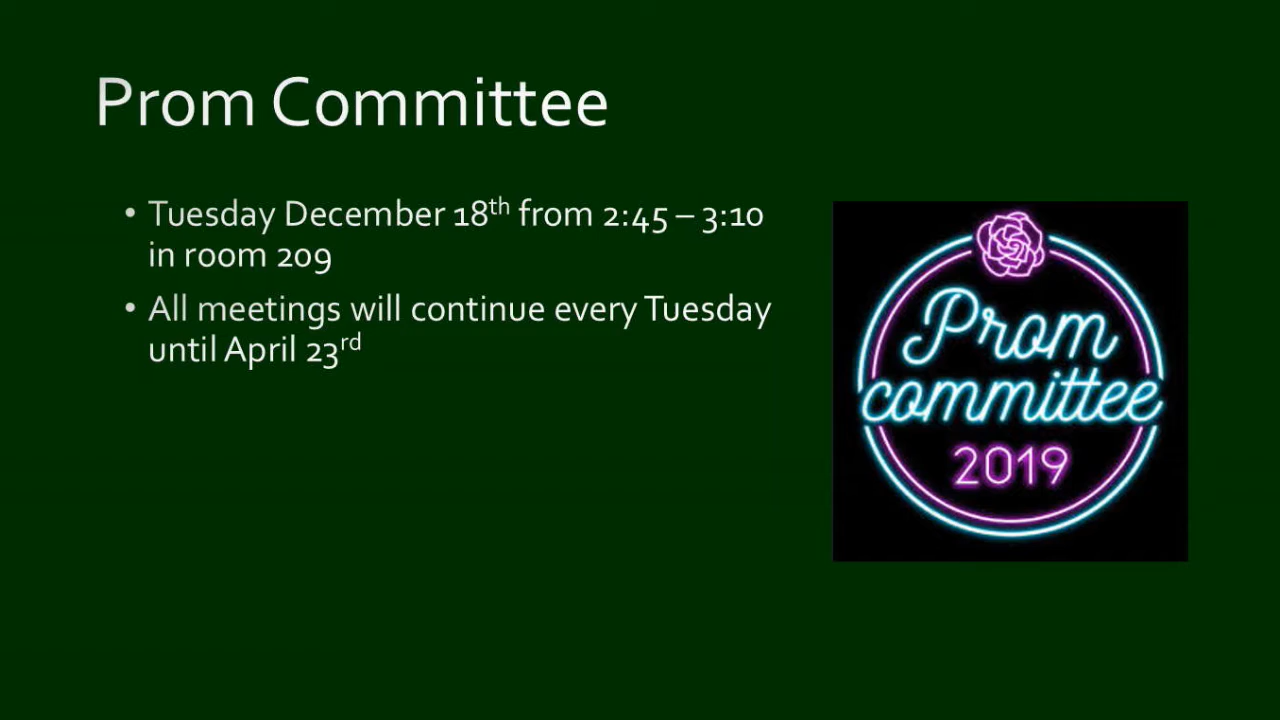 Prom Committee
• Tuesday December 18th from 2:45 – 3:10
in room 209
• All meetings will continue every Tuesday
until April 23rd
Prom
committee
2019